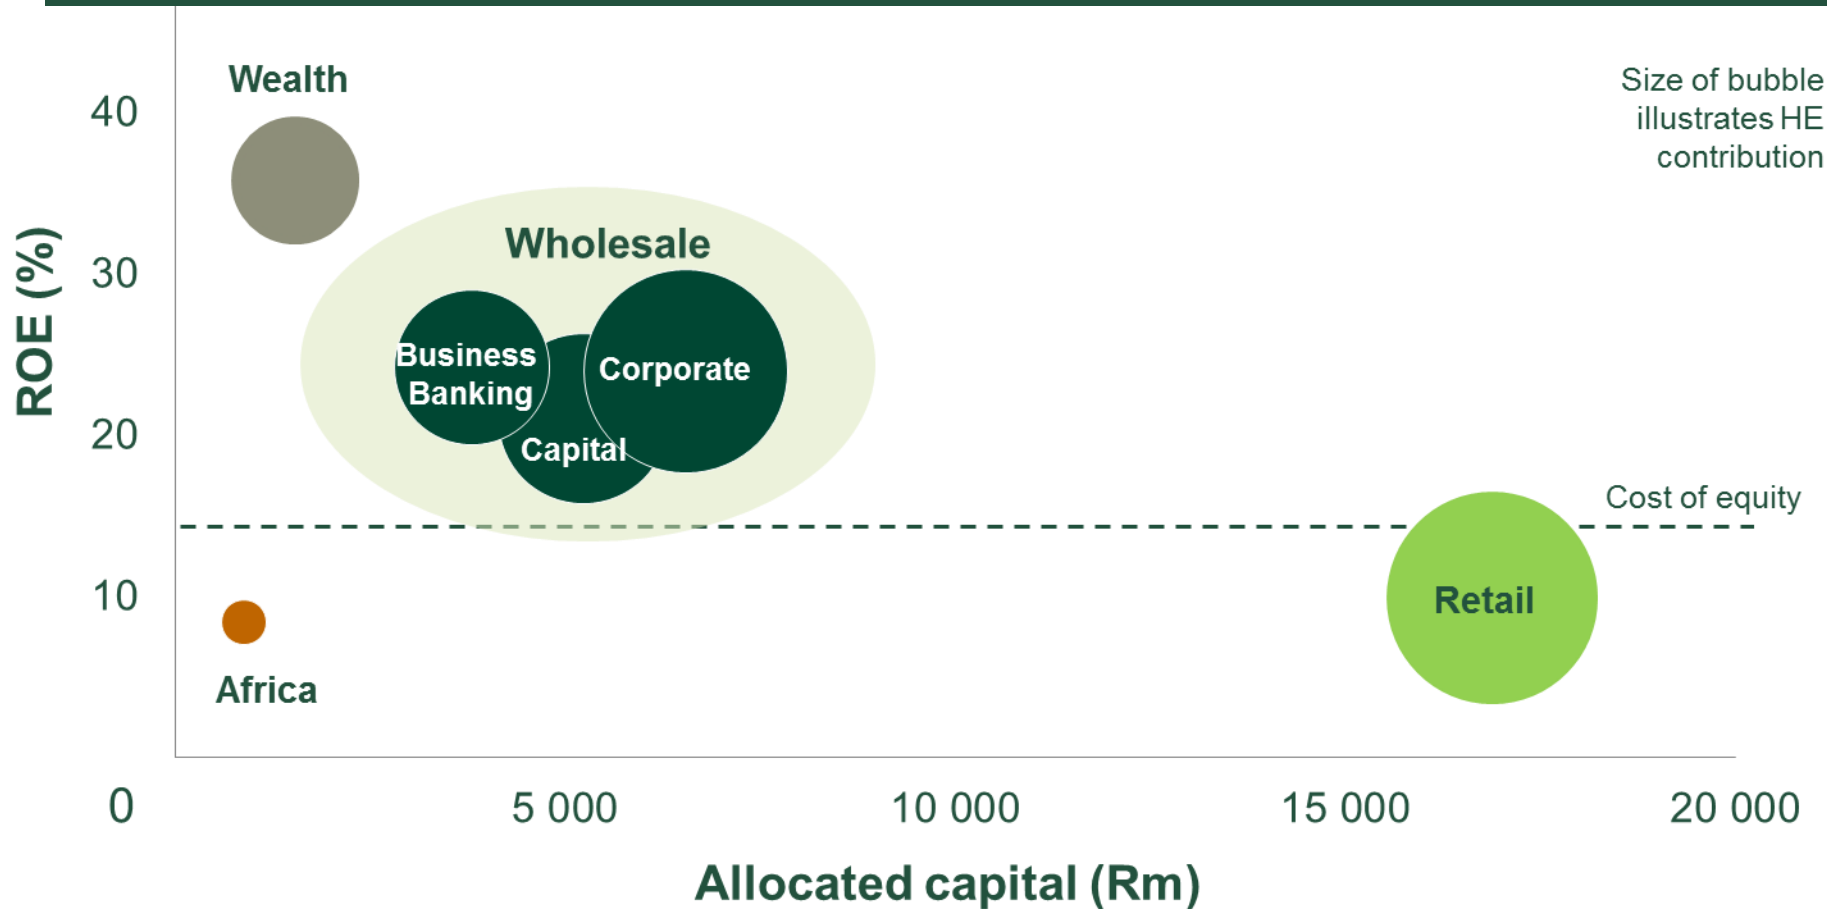 Wealth
Size of bubble
illustrates HE
contribution
40
Wholesale
30
ROE (%)
Business
Banking
Corporate
20
Capital
Cost of equity
10
Retail
Africa
0
5 000
10 000
15 000
20 000
Allocated capital (Rm)